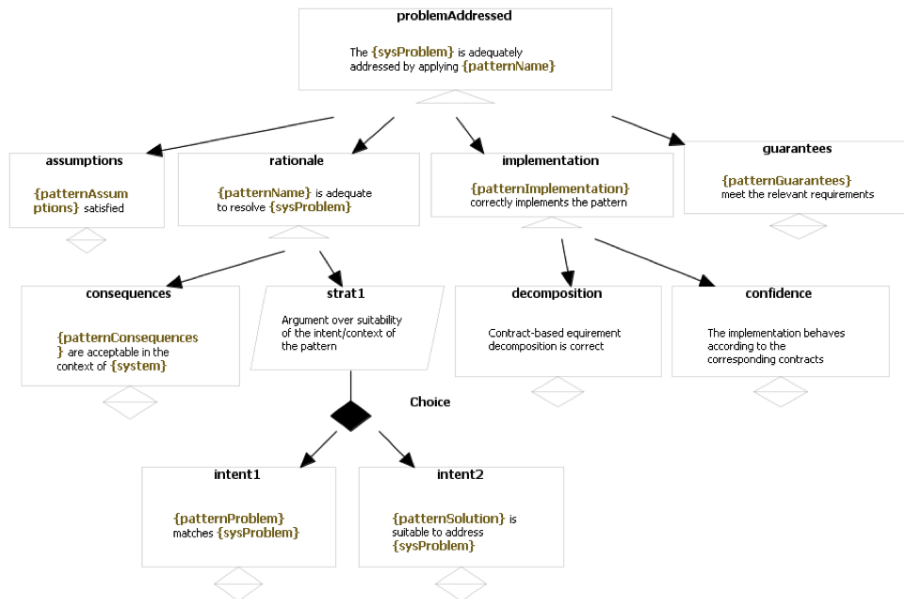 problemAddressed
The {sysProblem} is adequately
addressed by applying {patternName}
assumptions
{patternAssum
ptions} satisfied
rationale
{patternName} is adequate
to resolve {sysProblem}
implementation
{patternImplementation}
correctly implements the pattern
guarantees
{patternGuarantees}
meet the relevant requirements
consequences
{patternConsequences
} are acceptable in the
context of {system}
strat1
Argument over suitability
of the intent/context of
the pattern
decomposition
Contract-based equirement
decomposition is correct
confidence
The implementation behaves
according to the
corresponding contracts
Choice
intent1
{patternProblem}
matches {sysProblem}
intent2
{patternSolution} is
suitable to address
{sysProblem}